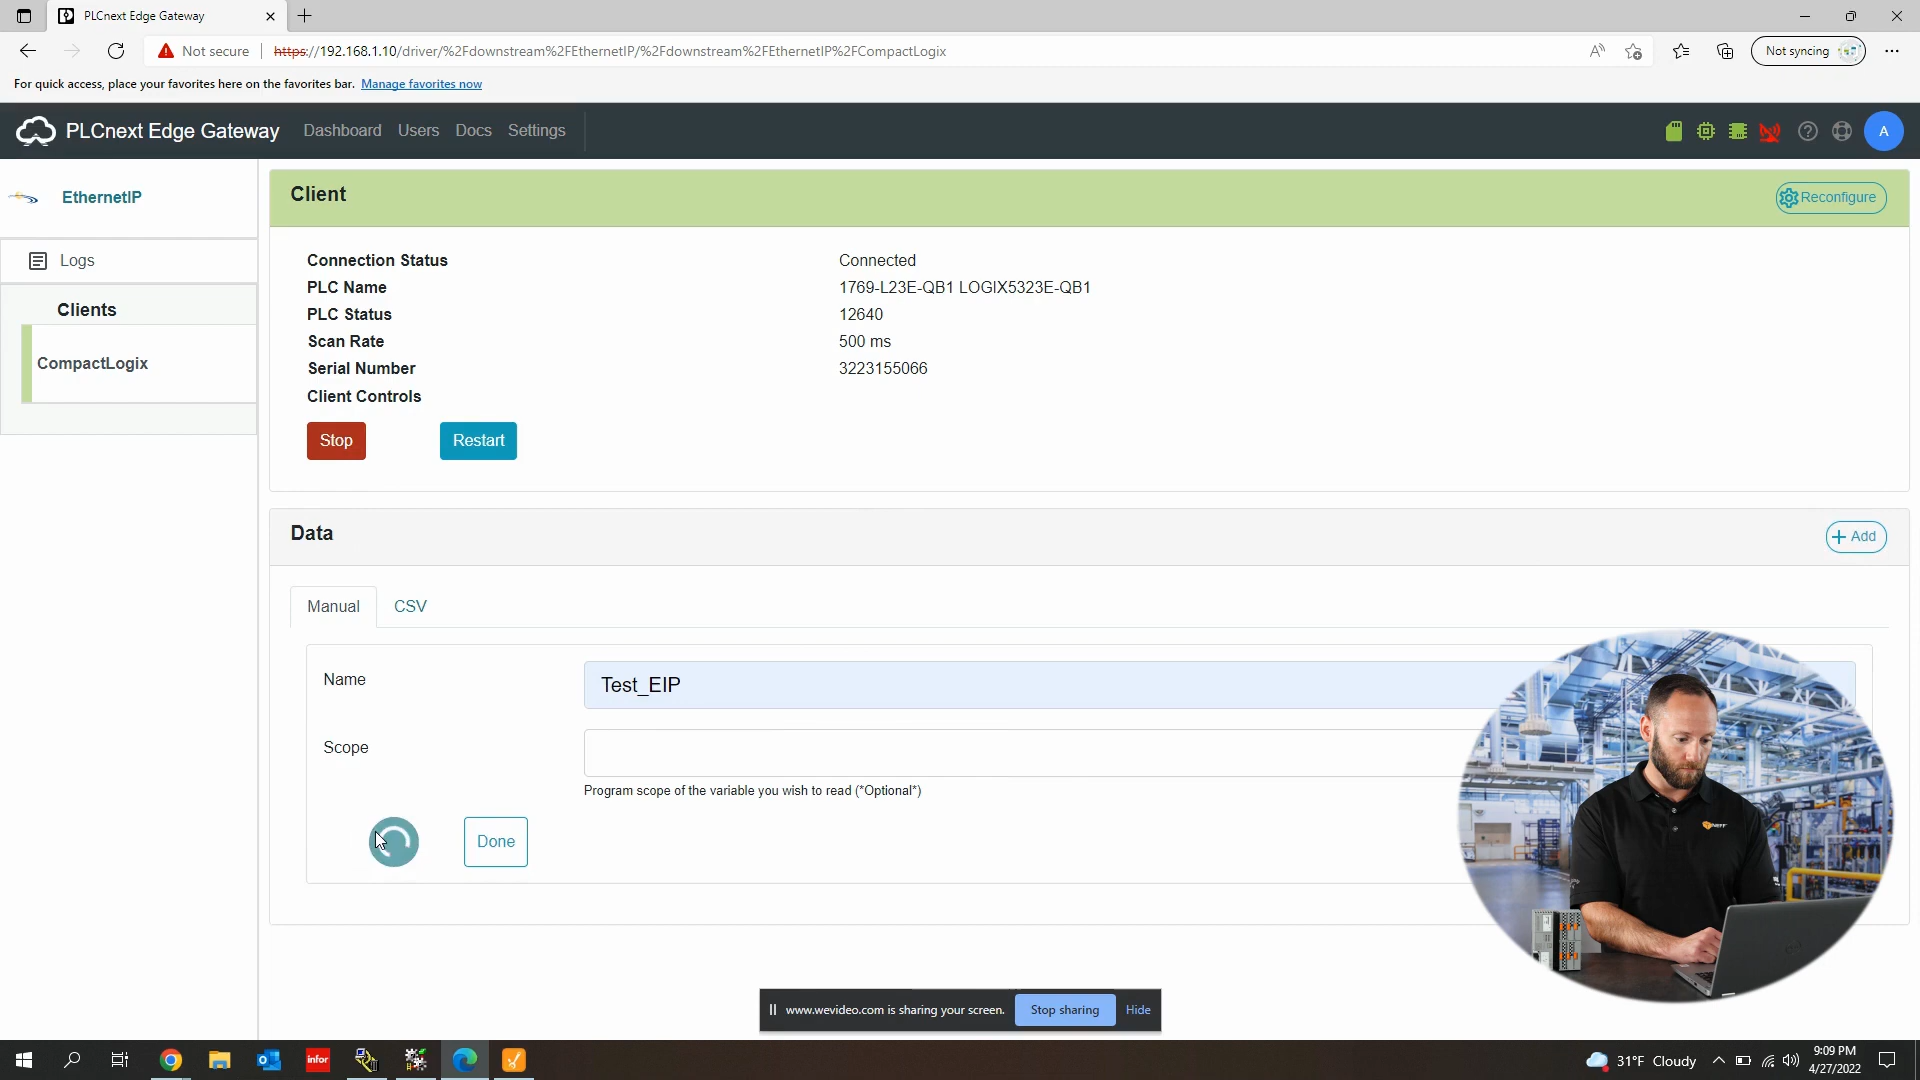 PLCnext Edge Gateway
Not secure https://192.168.1.10/driver/%2Fdownstream%2FEthernetIP/%2Fdownstream%2FEthernetIP%2FCompactLogix
Not syncing
For quick access, place your favorites here on the favorites bar. Manage favorites now
PLCnext Edge Gateway Dashboard Users Docs Settings A
EthernetIP
Logs
Clients
CompactLogix
Client
Reconfigure
Connection Status Connected
PLC Name 1769-L23E-QB1 LOGIX5323E-QB1
PLC Status 12640
Scan Rate 500 ms
Serial Number 3223155066
Client Controls
Stop Restart
Data
Add
Manual CSV
Name Test_EIP
Scope
Program scope of the variable you wish to read (*Optional*)
Done
NEFF
www.wevideo.com is sharing your screen. Stop sharing Hide
infor
31°F Cloudy
9:09 PM
4/27/2022